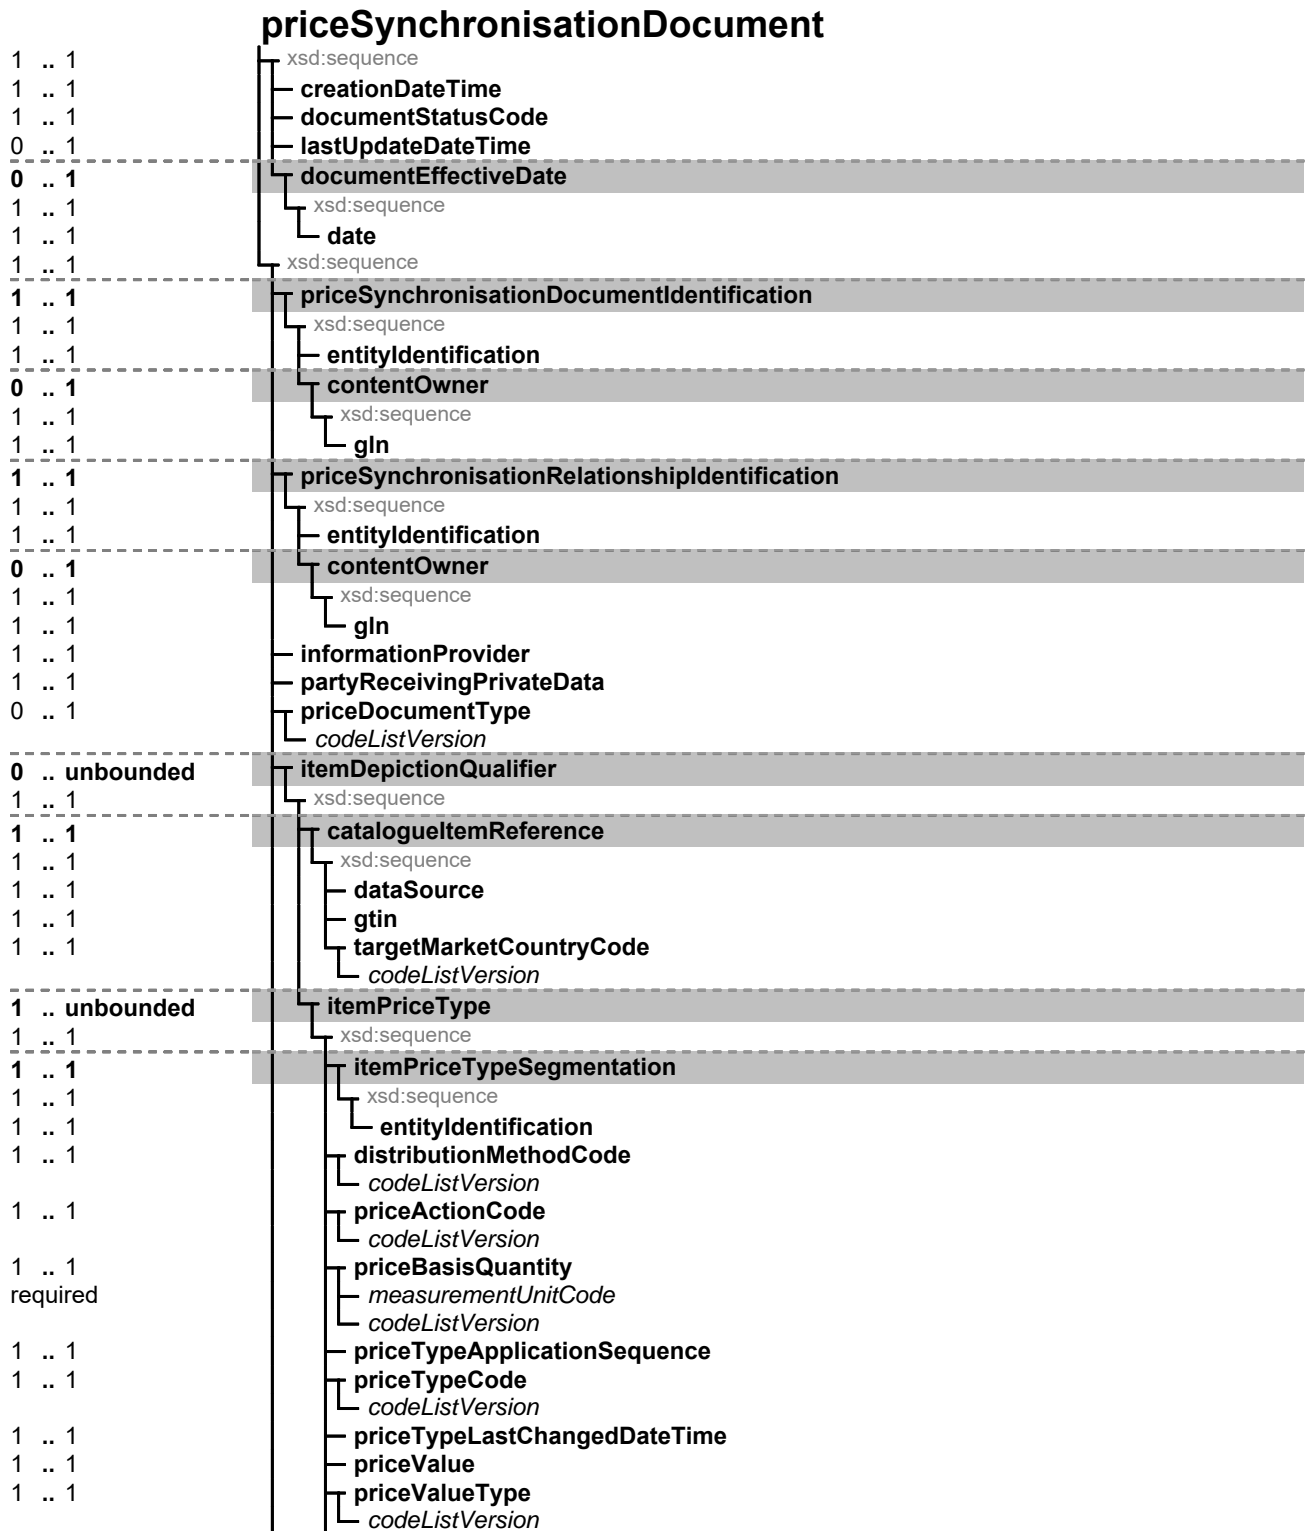 priceSynchronisationDocument
1 .. 1 xsd:sequence
1 .. 1 creationDateTime
1 .. 1 documentStatusCode
0 .. 1 lastUpdateDateTime
0 .. 1 documentEffectiveDate
1 .. 1 xsd:sequence
1 .. 1 date
1 .. 1 xsd:sequence
1 .. 1 priceSynchronisationDocumentIdentification
1 .. 1 xsd:sequence
1 .. 1 entityIdentification
0 .. 1 contentOwner
1 .. 1 xsd:sequence
1 .. 1 gln
1 .. 1 priceSynchronisationRelationshipIdentification
1 .. 1 xsd:sequence
1 .. 1 entityIdentification
0 .. 1 contentOwner
1 .. 1 xsd:sequence
1 .. 1 gln
1 .. 1 informationProvider
1 .. 1 partyReceivingPrivateData
0 .. 1 priceDocumentType
codeListVersion
0 .. unbounded itemDepictionQualifier
1 .. 1 xsd:sequence
1 .. 1 catalogueItemReference
1 .. 1 xsd:sequence
1 .. 1 dataSource
1 .. 1 gtin
1 .. 1 targetMarketCountryCode
codeListVersion
1 .. unbounded itemPriceType
1 .. 1 xsd:sequence
1 .. 1 itemPriceTypeSegmentation
1 .. 1 xsd:sequence
1 .. 1 entityIdentification
1 .. 1 distributionMethodCode
codeListVersion
1 .. 1 priceActionCode
codeListVersion
1 .. 1 priceBasisQuantity
required measurementUnitCode
codeListVersion
1 .. 1 priceTypeApplicationSequence
1 .. 1 priceTypeCode
codeListVersion
1 .. 1 priceTypeLastChangedDateTime
1 .. 1 priceValue
1 .. 1 priceValueType
codeListVersion